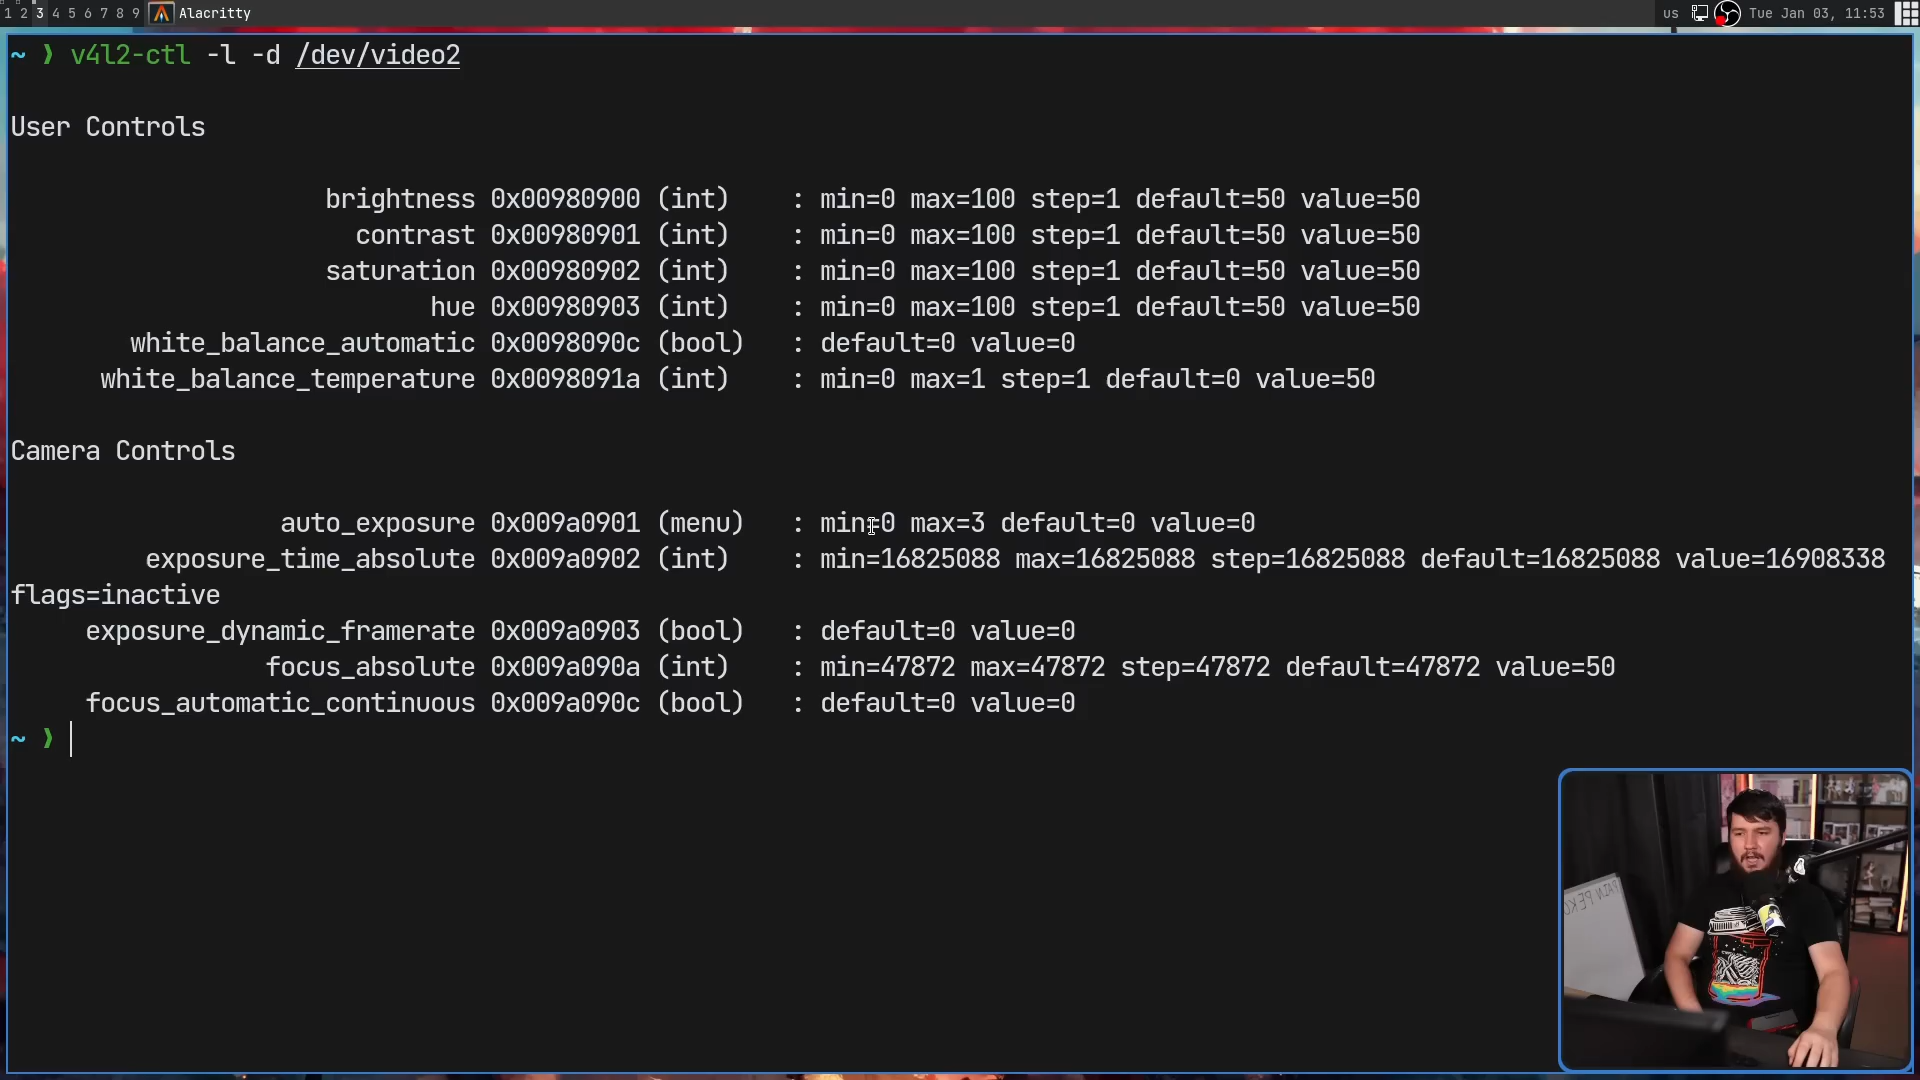 1 2 3 4 5 6 7 8 9 Alacritty us Tue Jan 03, 11:53
~ ❯ v4l2-ctl -l -d /dev/video2
User Controls
brightness 0x00980900 (int) : min=0 max=100 step=1 default=50 value=50
contrast 0x00980901 (int) : min=0 max=100 step=1 default=50 value=50
saturation 0x00980902 (int) : min=0 max=100 step=1 default=50 value=50
hue 0x00980903 (int) : min=0 max=100 step=1 default=50 value=50
white_balance_automatic 0x0098090c (bool) : default=0 value=0
white_balance_temperature 0x0098091a (int) : min=0 max=1 step=1 default=0 value=50
Camera Controls
auto_exposure 0x009a0901 (menu) : min=0 max=3 default=0 value=0
exposure_time_absolute 0x009a0902 (int) : min=16825088 max=16825088 step=16825088 default=16825088 value=16908338
flags=inactive
exposure_dynamic_framerate 0x009a0903 (bool) : default=0 value=0
focus_absolute 0x009a090a (int) : min=47872 max=47872 step=47872 default=47872 value=50
focus_automatic_continuous 0x009a090c (bool) : default=0 value=0
~ ❯
PAIN PEKO